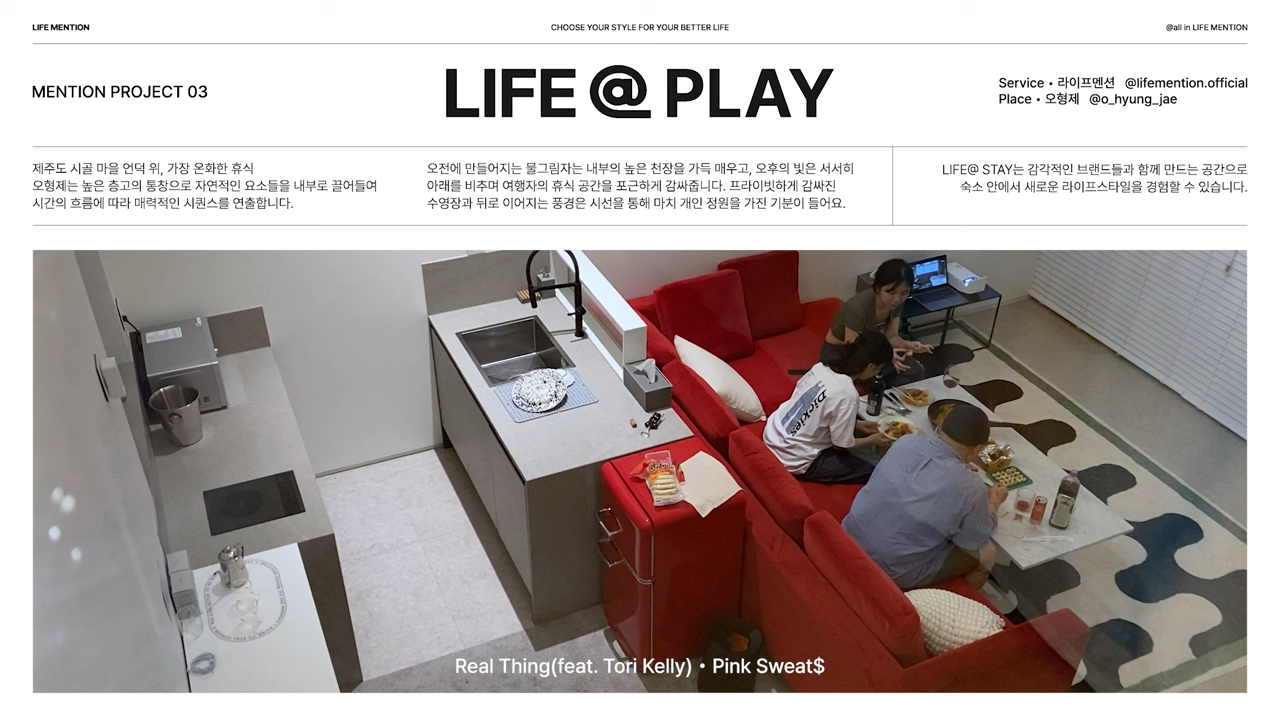 LIFE MENTION
CHOOSE YOUR STYLE FOR YOUR BETTER LIFE
@all in LIFE MENTION
MENTION PROJECT 03
LIFE @ PLAY
Service • 라이프멘션 @lifemention.official
Place • 오형제 @o_hyung_jae
제주도 시골 마을 언덕 위, 가장 온화한 휴식
오형제는 높은 층고의 통창으로 자연적인 요소들을 내부로 끌어들여
시간의 흐름에 따라 매력적인 시퀀스를 연출합니다.
오전에 만들어지는 물그림자는 내부의 높은 천장을 가득 매우고, 오후의 빛은 서서히
아래를 비추며 여행자의 휴식 공간을 포근하게 감싸줍니다. 프라이빗하게 감싸진
수영장과 뒤로 이어지는 풍경은 시선을 통해 마치 개인 정원을 가진 기분이 들어요.
LIFE@ STAY는 감각적인 브랜드들과 함께 만드는 공간으로
숙소 안에서 새로운 라이프스타일을 경험할 수 있습니다.
Dickies
Real Thing(feat. Tori Kelly) • Pink Sweat$